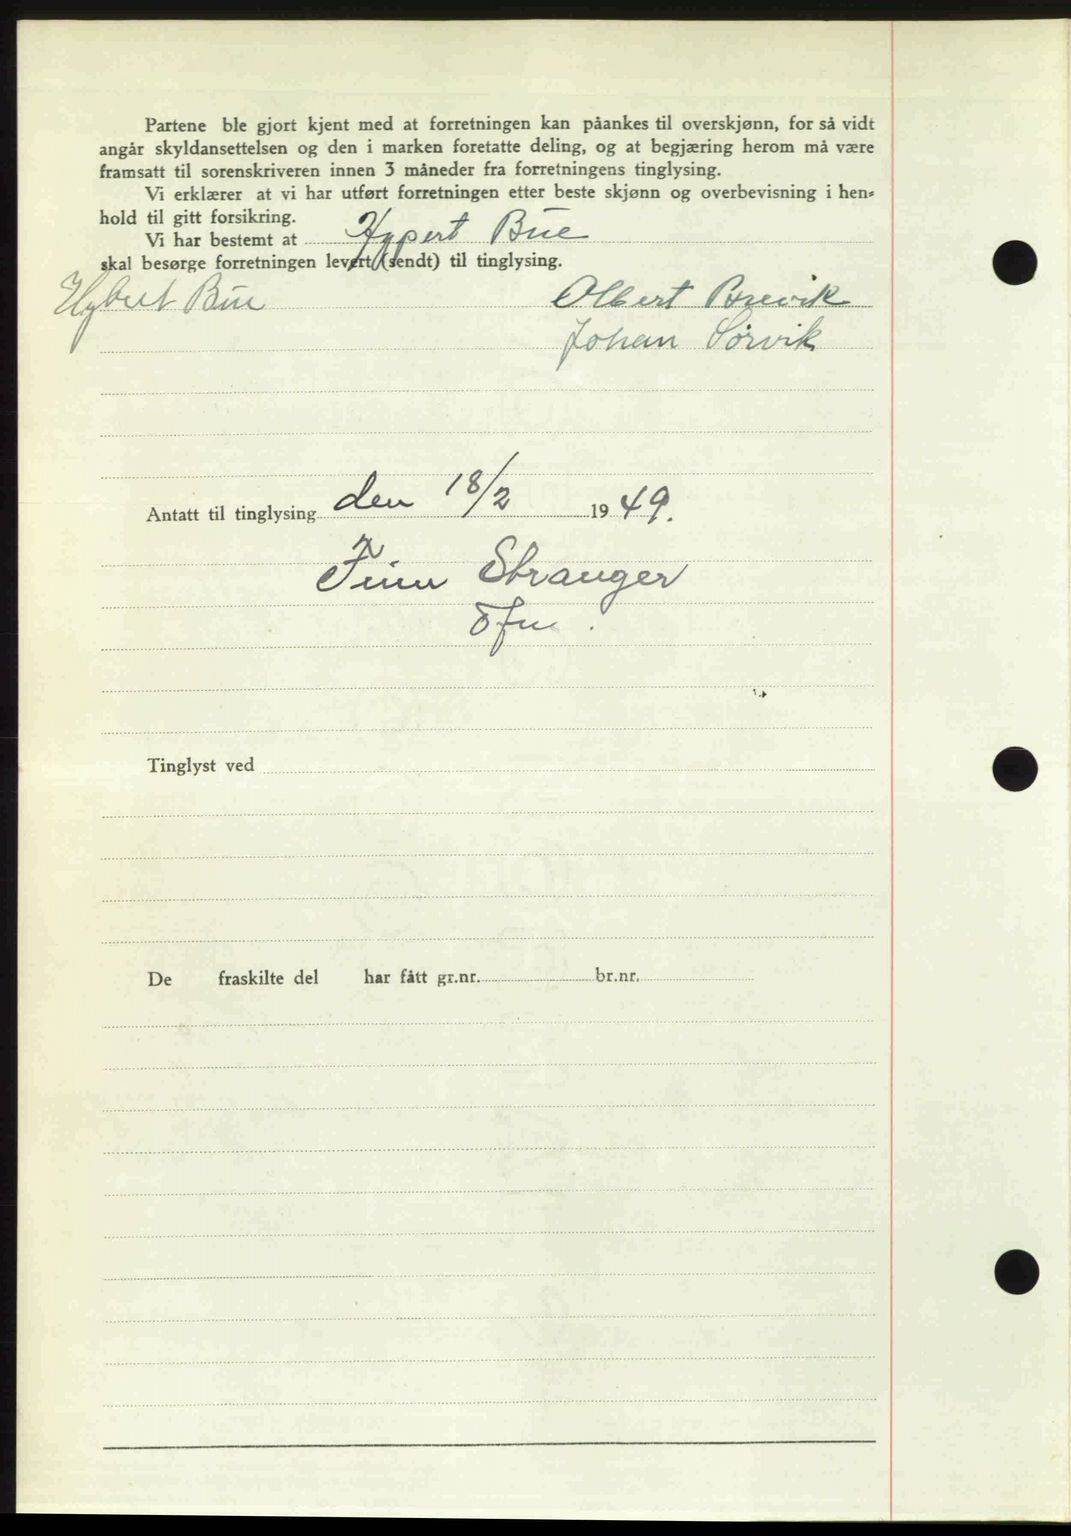 Partene ble gjort kjent med at forretningen kan påankes til overskjønn, for så vidt
angår skyldansettelsen og den i marken foretatte deling, og at begjæring herom må være
framsatt til sorenskriveren innen 3 måneder fra forretningens tinglysing.
Vi erklærer at vi har utført forretningen etter beste skjønn og overbevisning i hen-
hold til gitt forsikring.
Vi har bestemt at Hypert Bue
skal besørge forretningen levert (sendt) til tinglysing.
Hybert Bue Albert Brevik
Johan Sørvik
Antatt til tinglysing den 18/2 1949.
Finn Stranger
Tinglyst ved
De fraskilte del har fått gr.nr. br.nr.